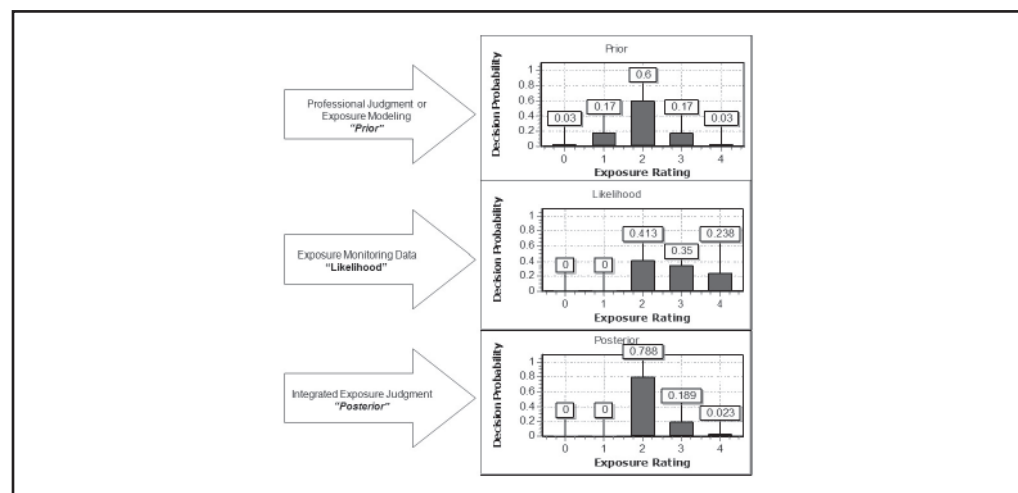 Professional Judgment or
Exposure Modeling
"Prior"
Prior
Decision Probability
1
0.8
0.6
0.4
0.2
0
0.03
0.17
0.6
0.17
0.03
0 1 2 3 4
Exposure Rating
Exposure Monitoring Data
"Likelihood"
Likelihood
Decision Probability
1
0.8
0.6
0.4
0.2
0
0
0
0.413
0.35
0.238
0 1 2 3 4
Exposure Rating
Integrated Exposure Judgment
"Posterior"
Posterior
Decision Probability
1
0.8
0.6
0.4
0.2
0
0
0
0.788
0.189
0.023
0 1 2 3 4
Exposure Rating